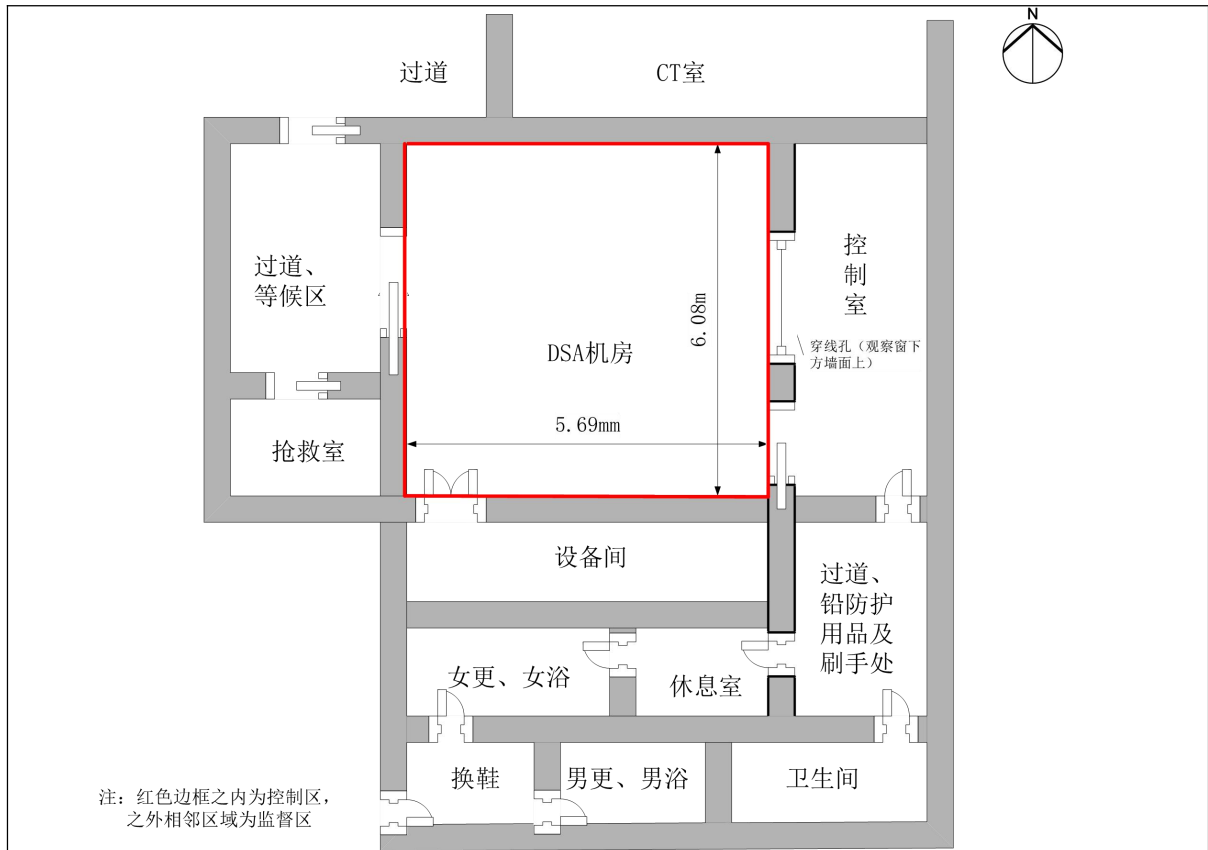 N
过道
CT室
过道、
等候区
控
制
室
6.08m
DSA机房
穿线孔（观察窗下
方墙面上）
5.69mm
抢救室
设备间
过道、
铅防护
用品及
刷手处
女更、女浴
休息室
换鞋
男更、男浴
卫生间
注：红色边框之内为控制区，
之外相邻区域为监督区